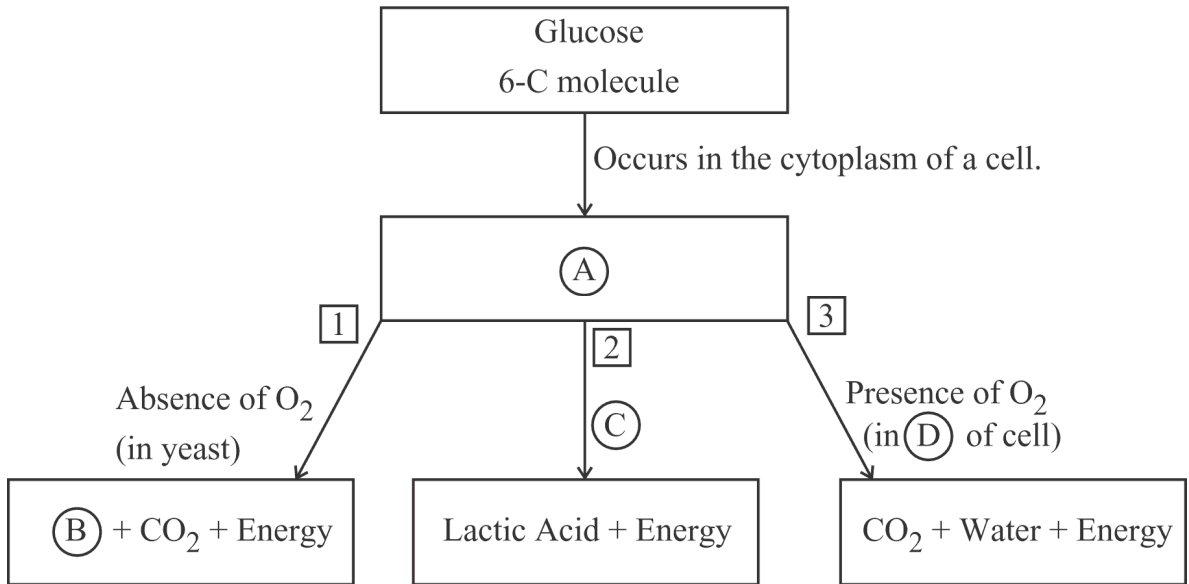 Glucose
6-C molecule
Occurs in the cytoplasm of a cell.
A
1
2
3
Absence of O₂
(in yeast)
C
Presence of O₂
(in D of cell)
B + CO₂ + Energy
Lactic Acid + Energy
CO₂ + Water + Energy